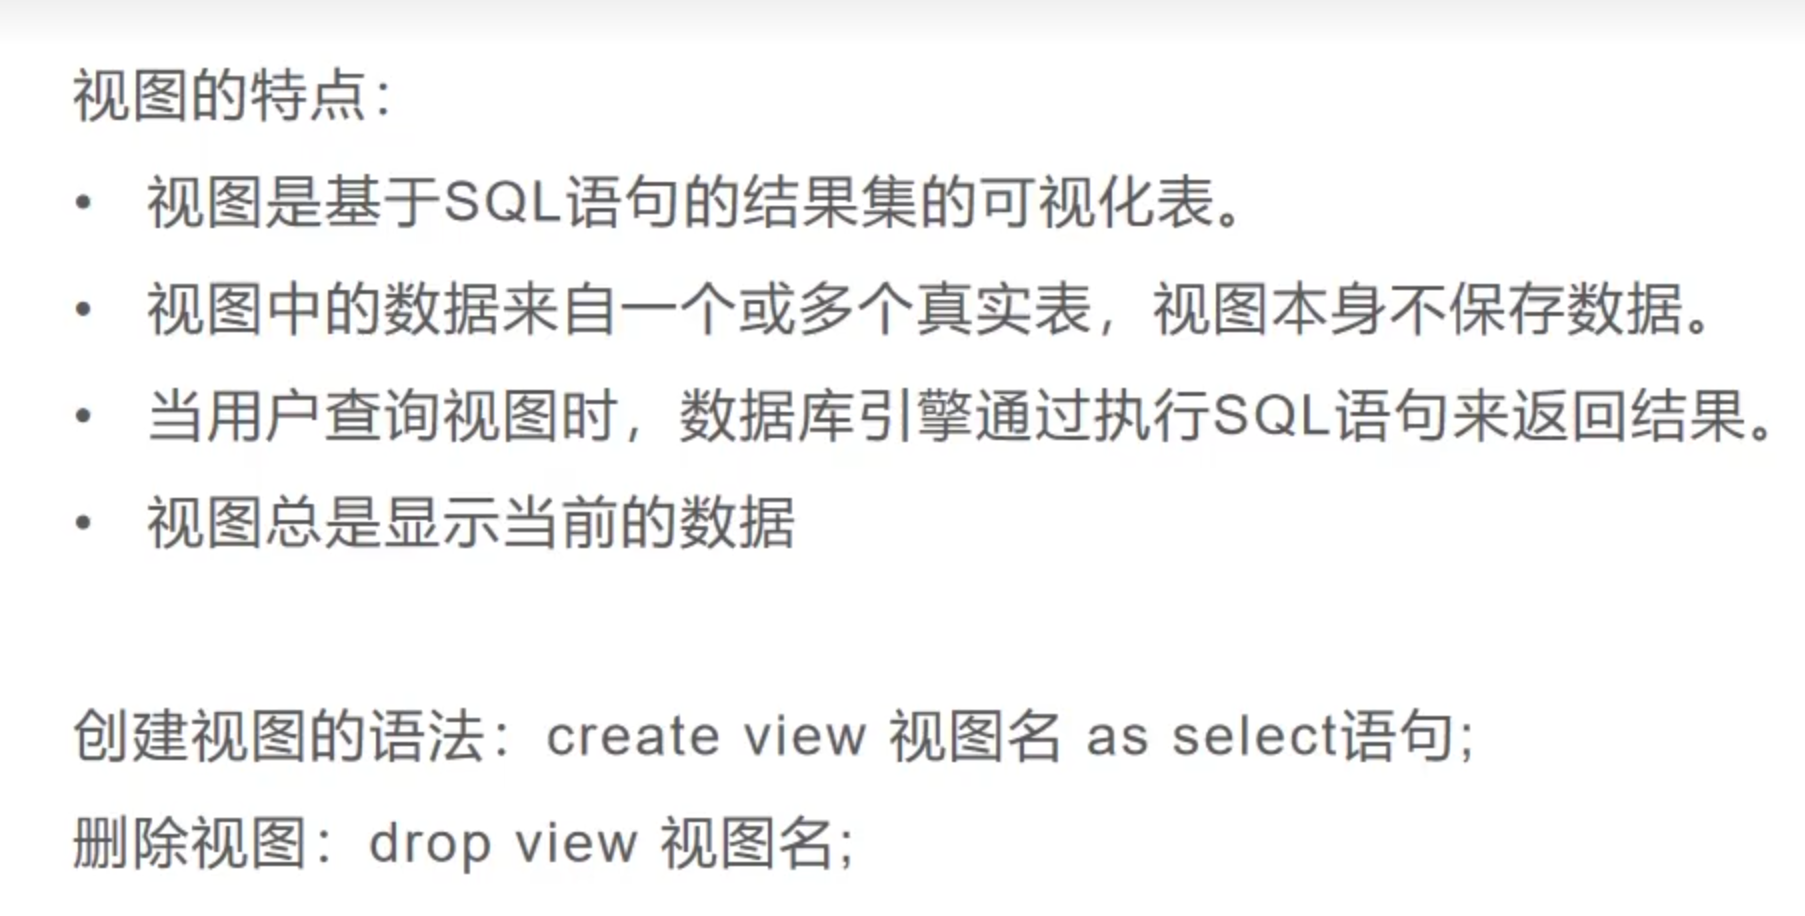 视图的特点：
• 视图是基于SQL语句的结果集的可视化表。
• 视图中的数据来自一个或多个真实表，视图本身不保存数据。
• 当用户查询视图时，数据库引擎通过执行SQL语句来返回结果。
• 视图总是显示当前的数据
创建视图的语法：create view 视图名 as select语句;
删除视图：drop view 视图名;